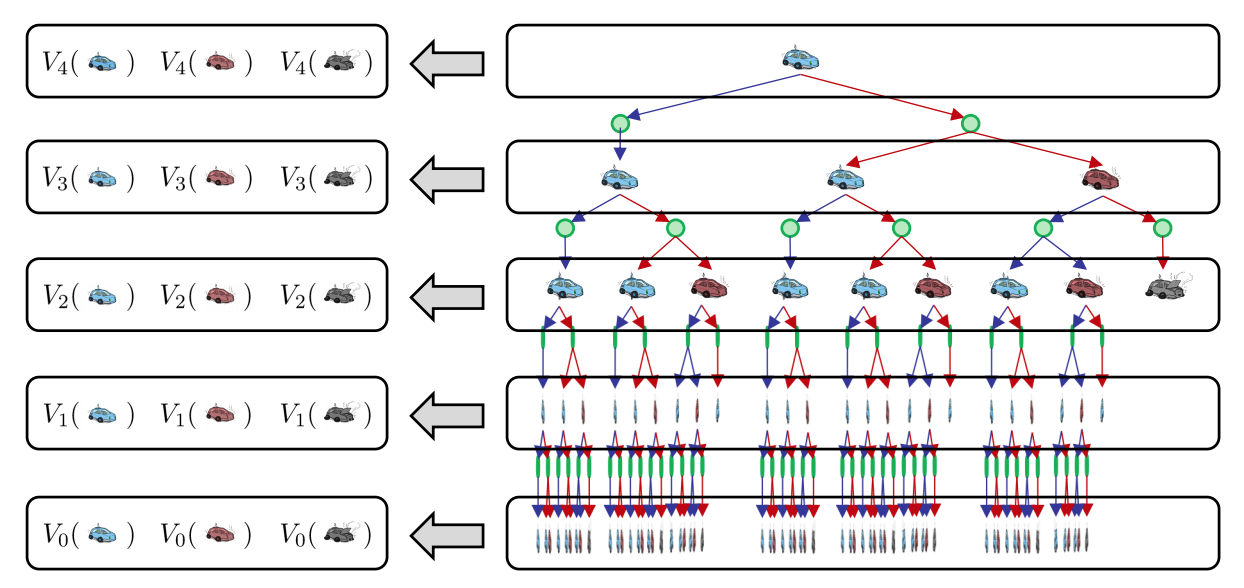 V₄( ) V₄( ) V₄( )
V₃( ) V₃( ) V₃( )
V₂( ) V₂( ) V₂( )
V₁( ) V₁( ) V₁( )
V₀( ) V₀( ) V₀( )